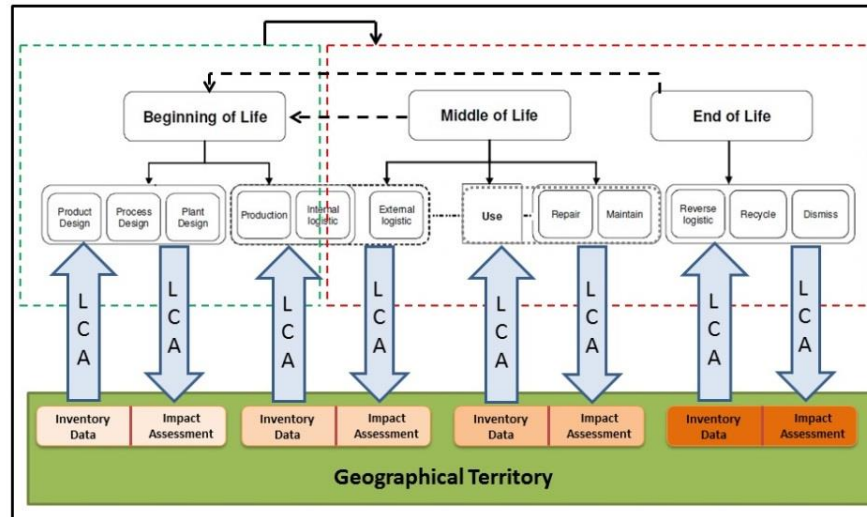 Beginning of Life
Middle of Life
End of Life
Product
Design
Process
Design
Plant
Design
Production
Internal
logistic
External
logistic
Use
Repair
Maintain
Reverse
logistic
Recycle
Dismiss
L
C
A
L
C
A
L
C
A
L
C
A
L
C
A
L
C
A
L
C
A
L
C
A
Inventory
Data
Impact
Assessment
Inventory
Data
Impact
Assessment
Inventory
Data
Impact
Assessment
Inventory
Data
Impact
Assessment
Geographical Territory